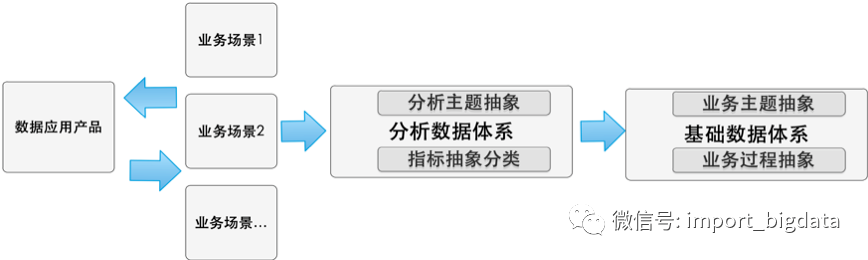 数据应用产品
业务场景1
业务场景2
业务场景...
分析主题抽象
分析数据体系
指标抽象分类
业务主题抽象
基础数据体系
业务过程抽象
微信号: import_bigdata